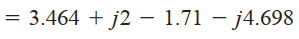 = 3.464 + j2 − 1.71 − j4.698